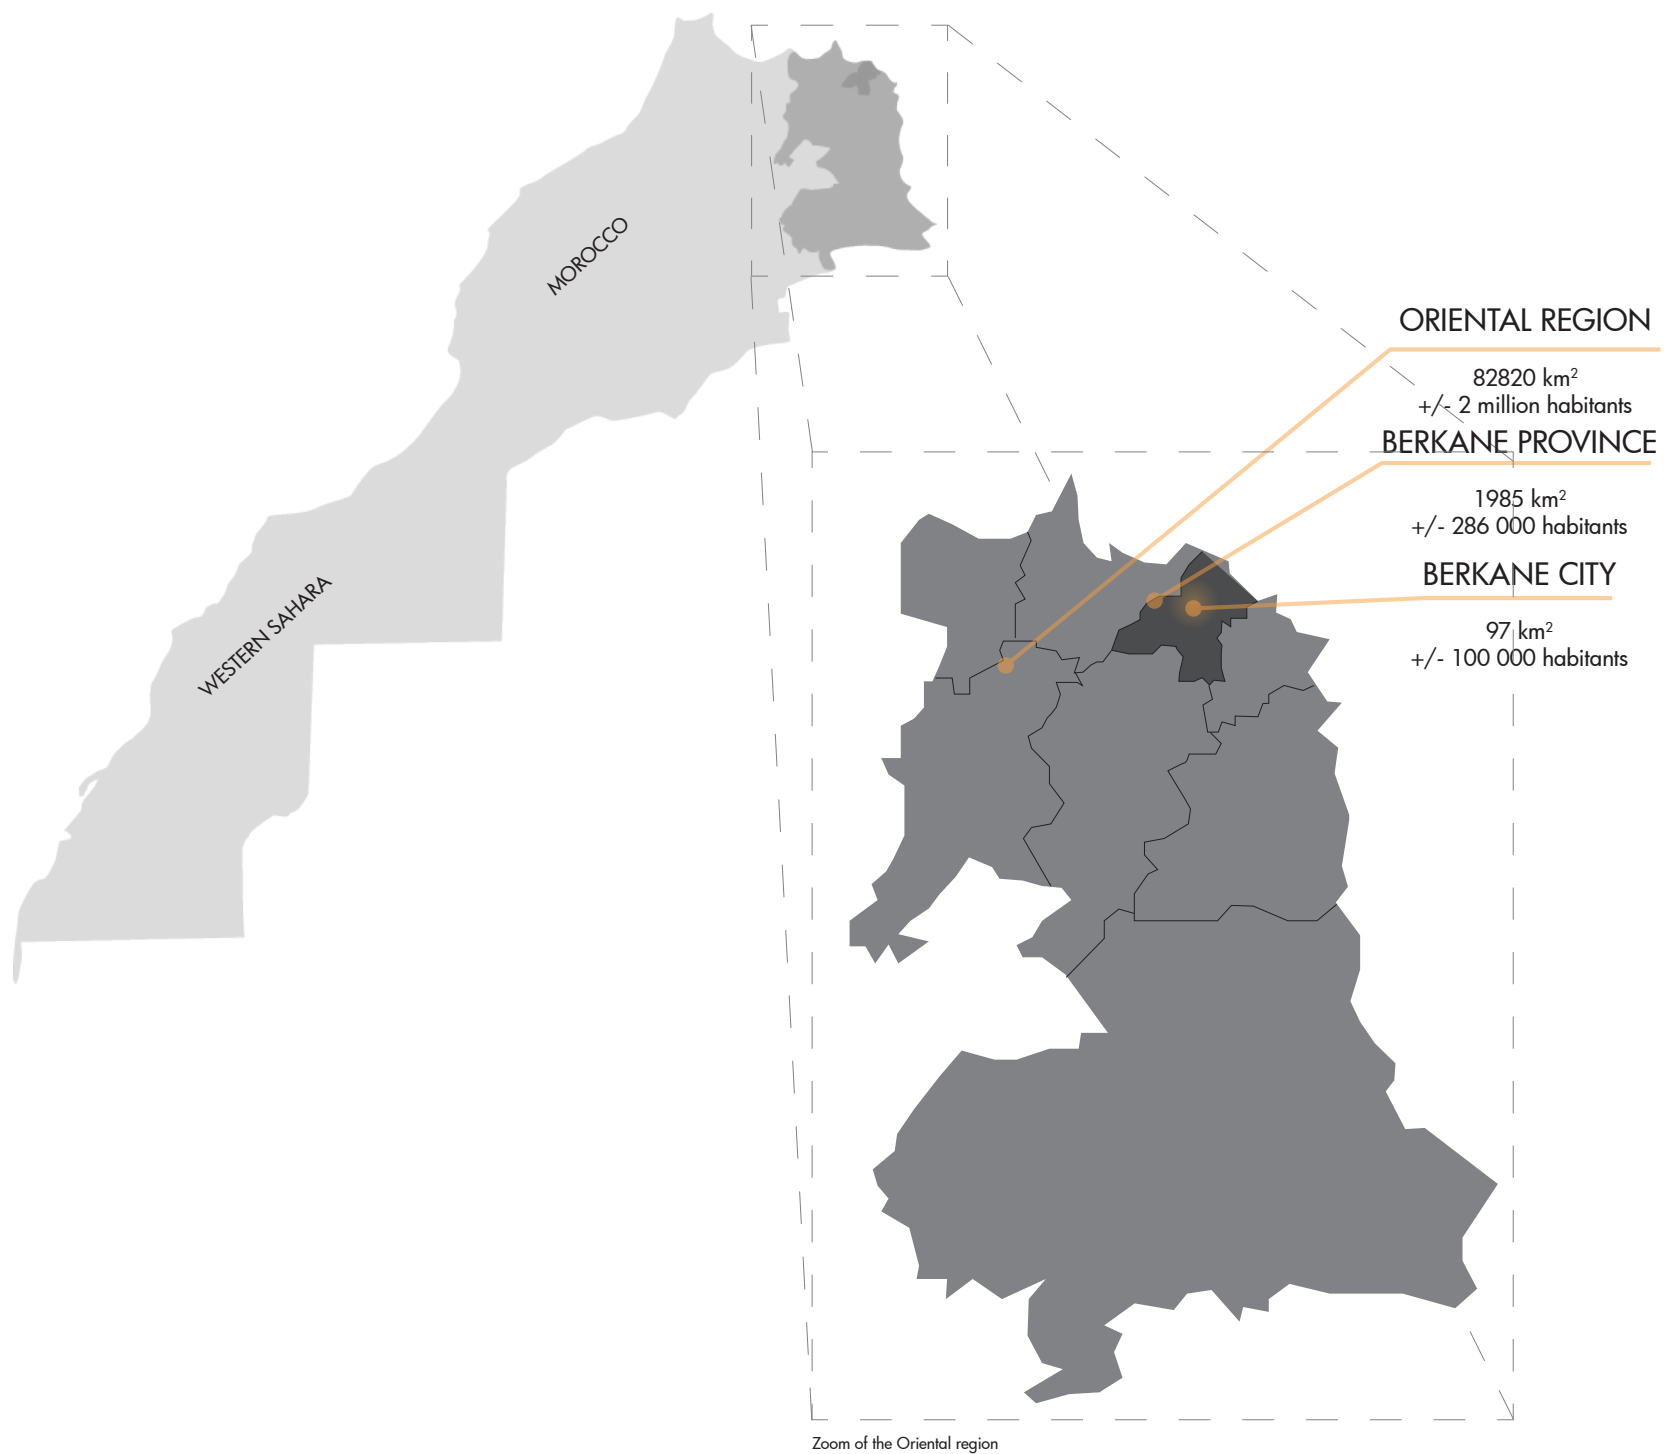 MOROCCO
WESTERN SAHARA
ORIENTAL REGION
82820 km²
+/- 2 million habitants
BERKANE PROVINCE
1985 km²
+/- 286 000 habitants
BERKANE CITY
97 km²
+/- 100 000 habitants
Zoom of the Oriental region